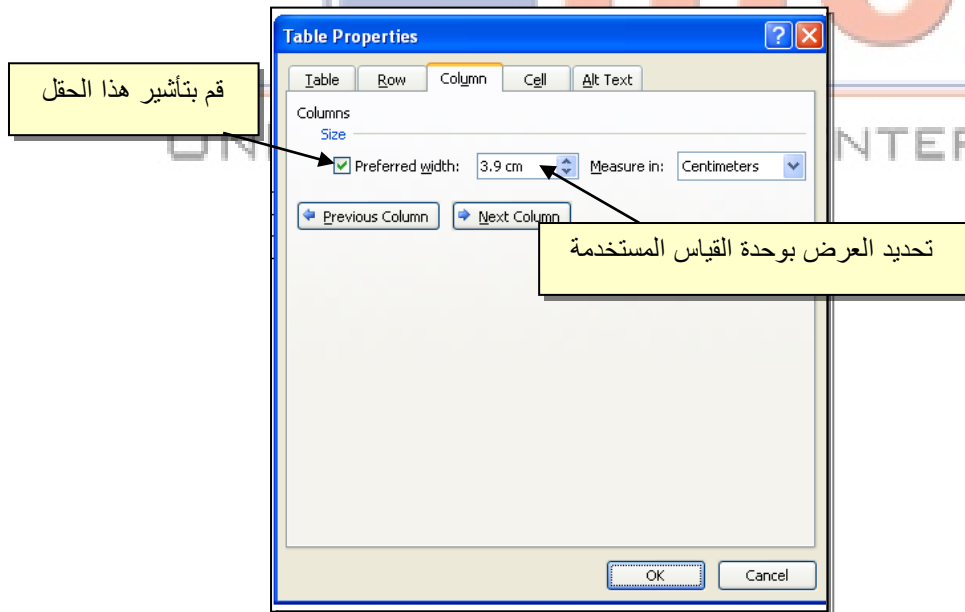 Table Properties
Table Row Column Cell Alt Text
قم بتأشير هذا الحقل
Columns
Size
Preferred width: 3.9 cm Measure in: Centimeters
Previous Column Next Column
تحديد العرض بوحدة القياس المستخدمة
OK Cancel